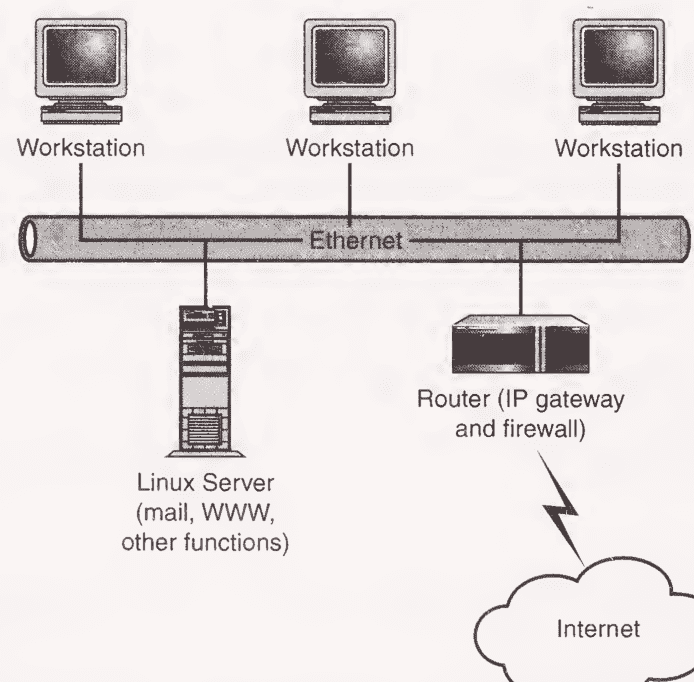 Workstation
Workstation
Workstation
Ethernet
Router (IP gateway
and firewall)
Linux Server
(mail, WWW,
other functions)
Internet